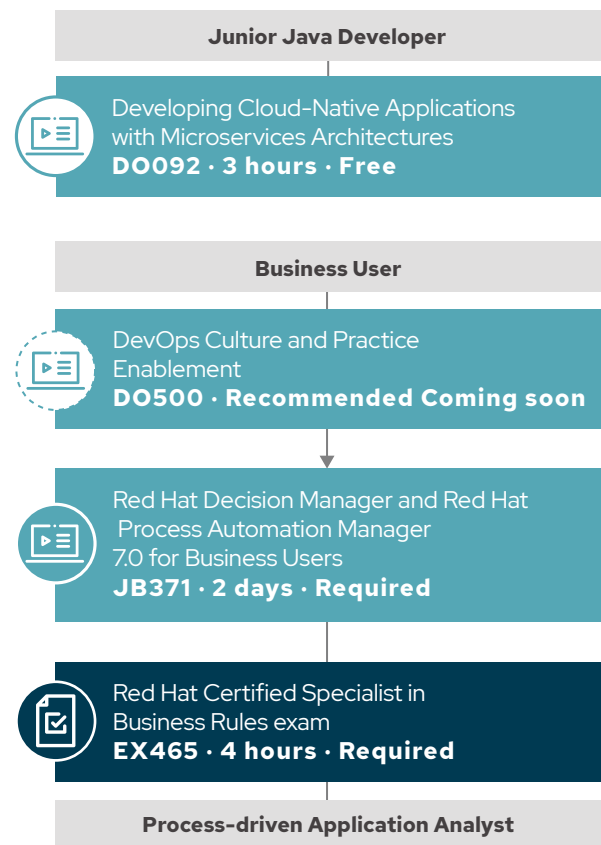 Junior Java Developer
Developing Cloud-Native Applications
with Microservices Architectures
DO092 · 3 hours · Free
Business User
DevOps Culture and Practice
Enablement
DO500 · Recommended Coming soon
Red Hat Decision Manager and Red Hat
Process Automation Manager
7.0 for Business Users
JB371 · 2 days · Required
Red Hat Certified Specialist in
Business Rules exam
EX465 · 4 hours · Required
Process-driven Application Analyst